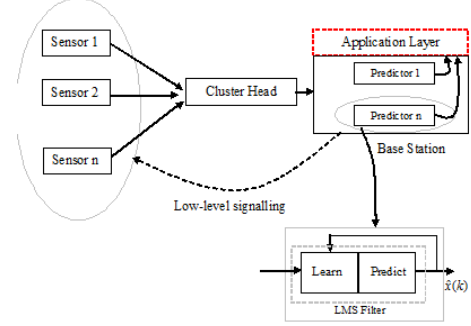 Sensor 1
Sensor 2
Sensor n
Cluster Head
Application Layer
Predictor 1
Predictor n
Base Station
Low-level signalling
Learn
Predict
x̂(k)
LMS Filter